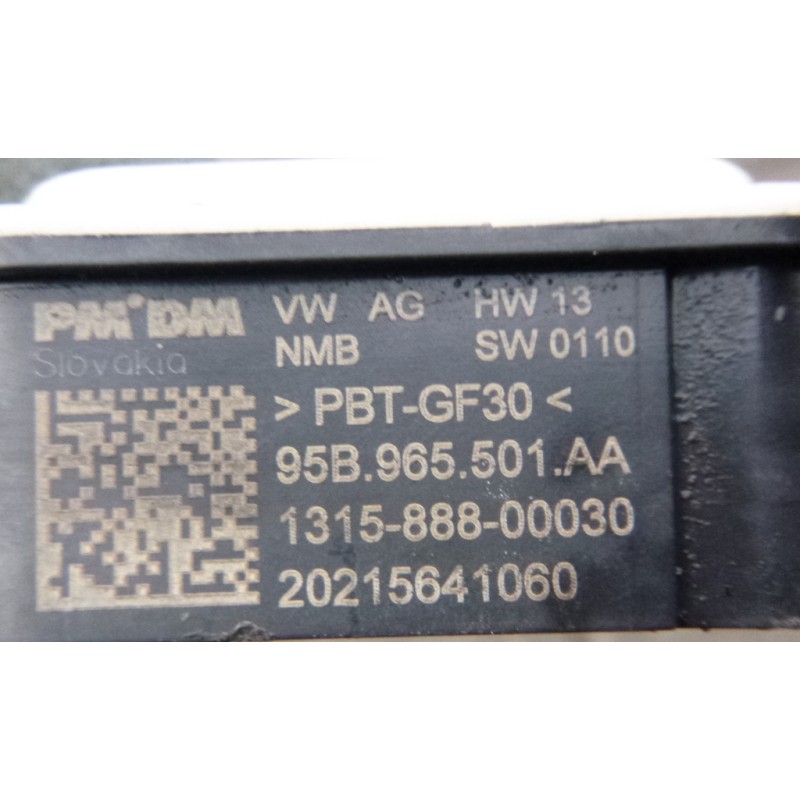 PM DM
Slovakia
VW AG HW 13
NMB SW 0110
> PBT-GF30 <
95B.965.501.AA
1315-888-00030
20215641060